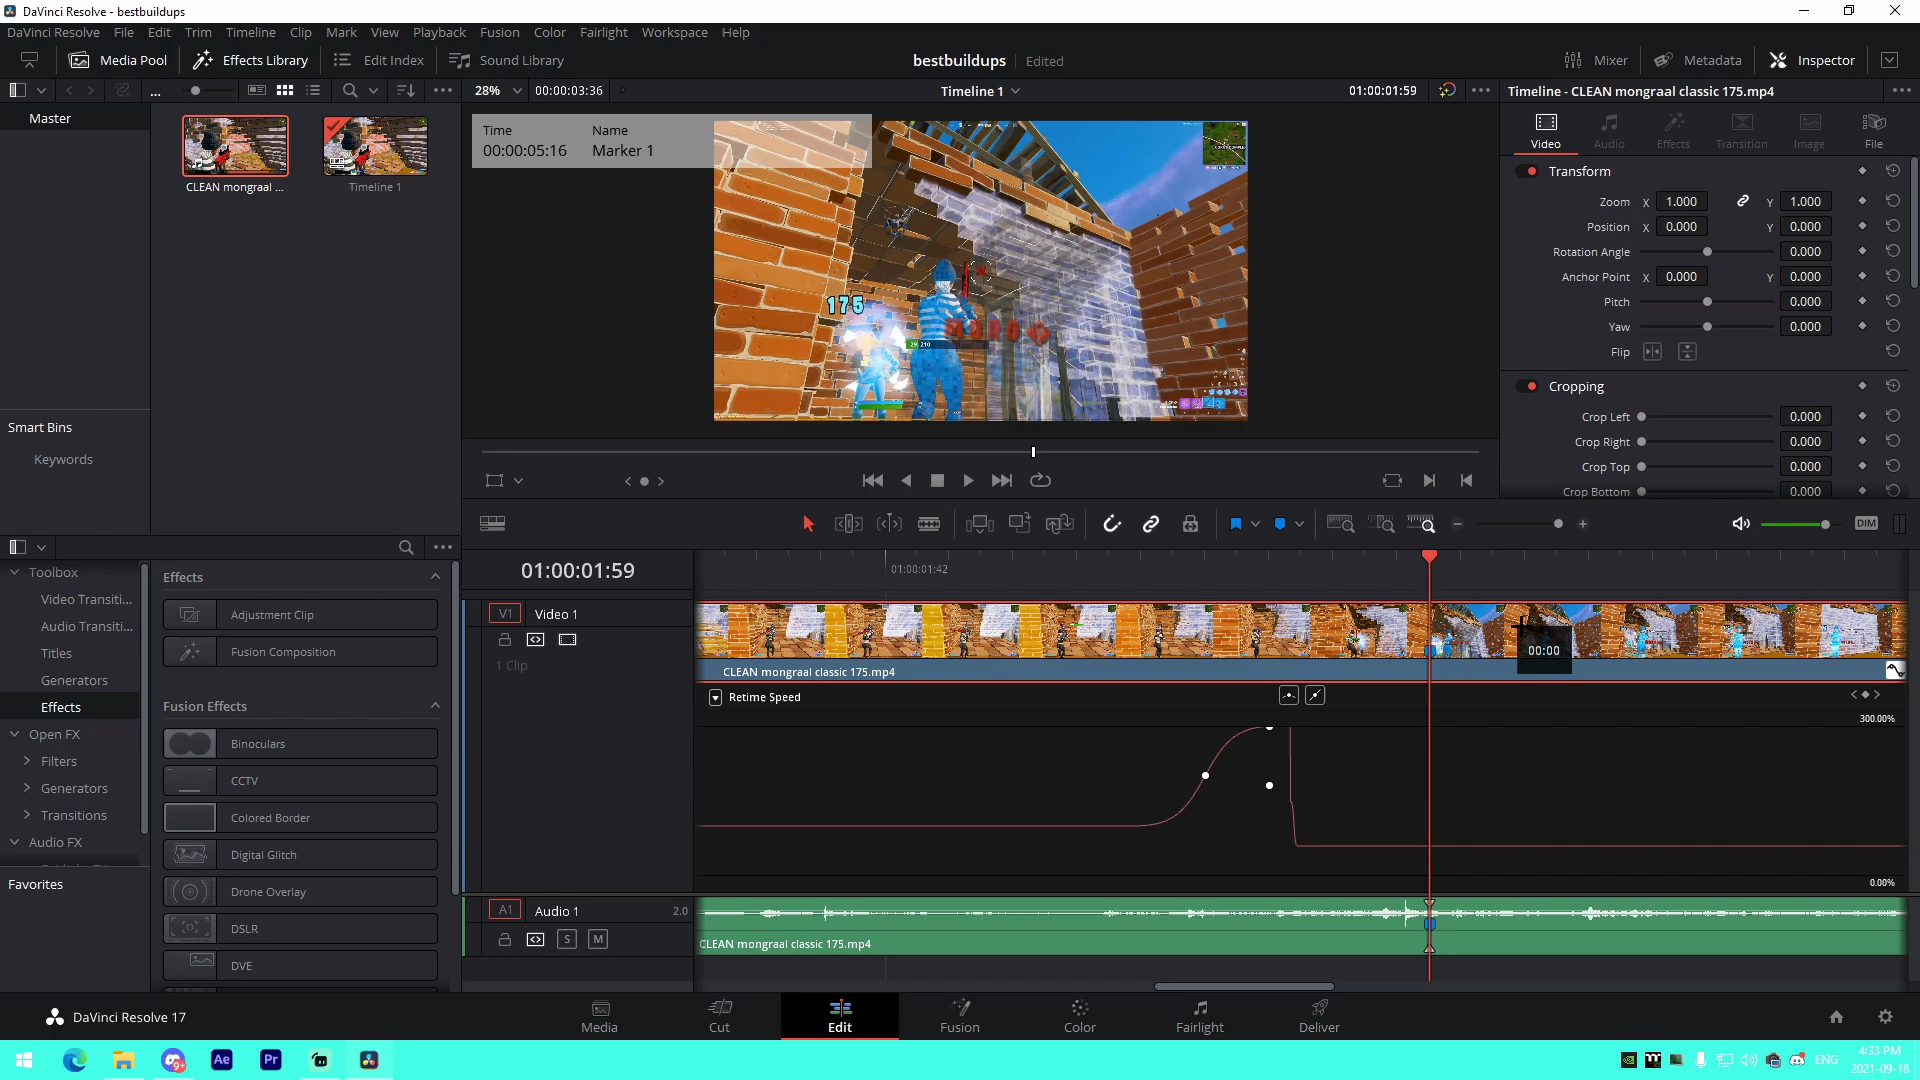 DaVinci Resolve - bestbuildups
DaVinci Resolve File Edit Trim Timeline Clip Mark View Playback Fusion Color Fairlight Workspace Help
Media Pool Effects Library Edit Index Sound Library bestbuildups Edited Mixer Metadata Inspector
... 28% 00:00:03:36 Timeline 1 01:00:01:59 Timeline - CLEAN mongraal classic 175.mp4
Master
CLEAN mongraal ...
Timeline 1
Smart Bins
Keywords
Time Name
00:00:05:16 Marker 1
175
29 210
Video Audio Effects Transition Image File
Transform
Zoom X 1.000 Y 1.000
Position X 0.000 Y 0.000
Rotation Angle 0.000
Anchor Point X 0.000 Y 0.000
Pitch 0.000
Yaw 0.000
Flip
Cropping
Crop Left 0.000
Crop Right 0.000
Crop Top 0.000
Crop Bottom 0.000
DIM
Toolbox
Video Transiti...
Audio Transiti...
Titles
Generators
Effects
Open FX
Filters
Generators
Transitions
Audio FX
Favorites
Effects
Adjustment Clip
Fusion Composition
Fusion Effects
Binoculars
CCTV
Colored Border
Digital Glitch
Drone Overlay
DSLR
DVE
01:00:01:59
01:00:01:42
V1 Video 1
1 Clip
00:00
CLEAN mongraal classic 175.mp4
Retime Speed
300.00%
0.00%
A1 Audio 1 2.0
S M
CLEAN mongraal classic 175.mp4
DaVinci Resolve 17
Media Cut Edit Fusion Color Fairlight Deliver
9+ Ae Pr
ENG
4:33 PM
2021-09-18